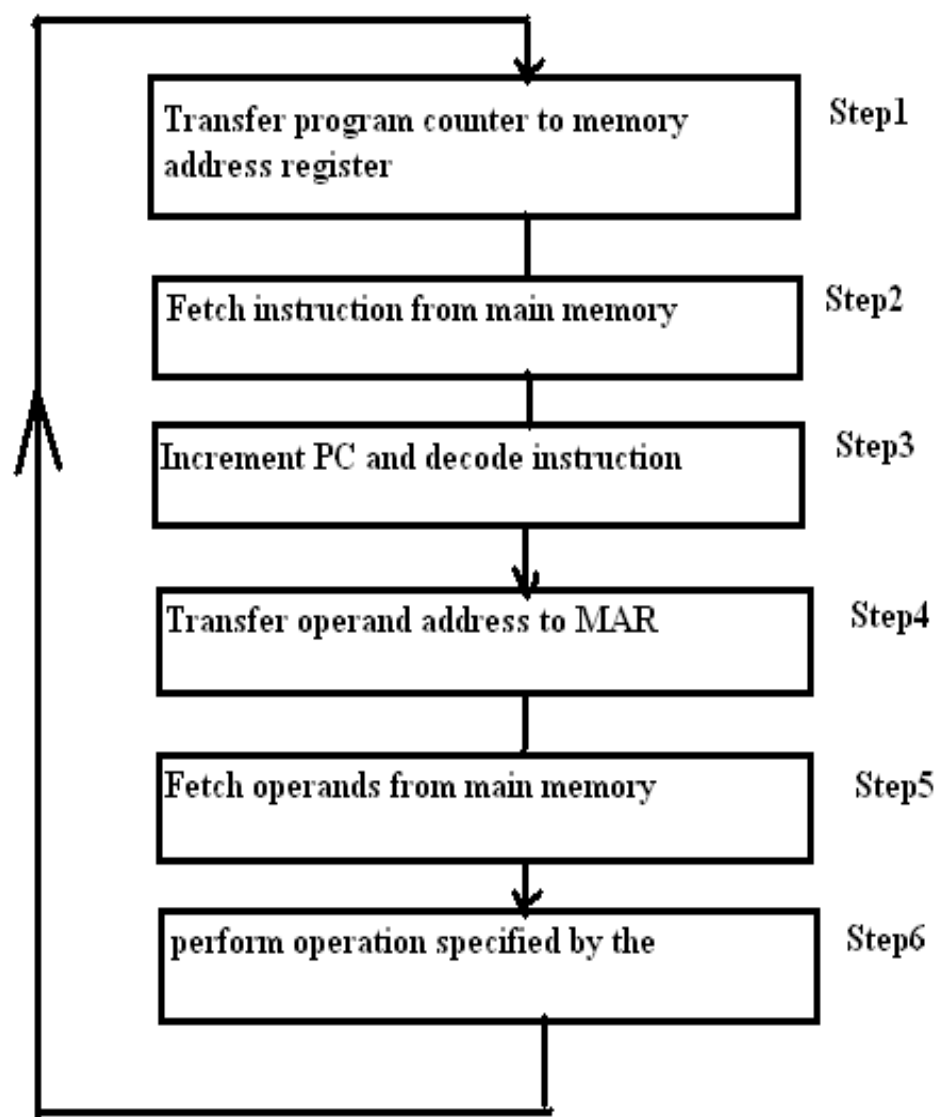 Transfer program counter to memory
address register
Step1
Fetch instruction from main memory
Step2
Increment PC and decode instruction
Step3
Transfer operand address to MAR
Step4
Fetch operands from main memory
Step5
perform operation specified by the
Step6